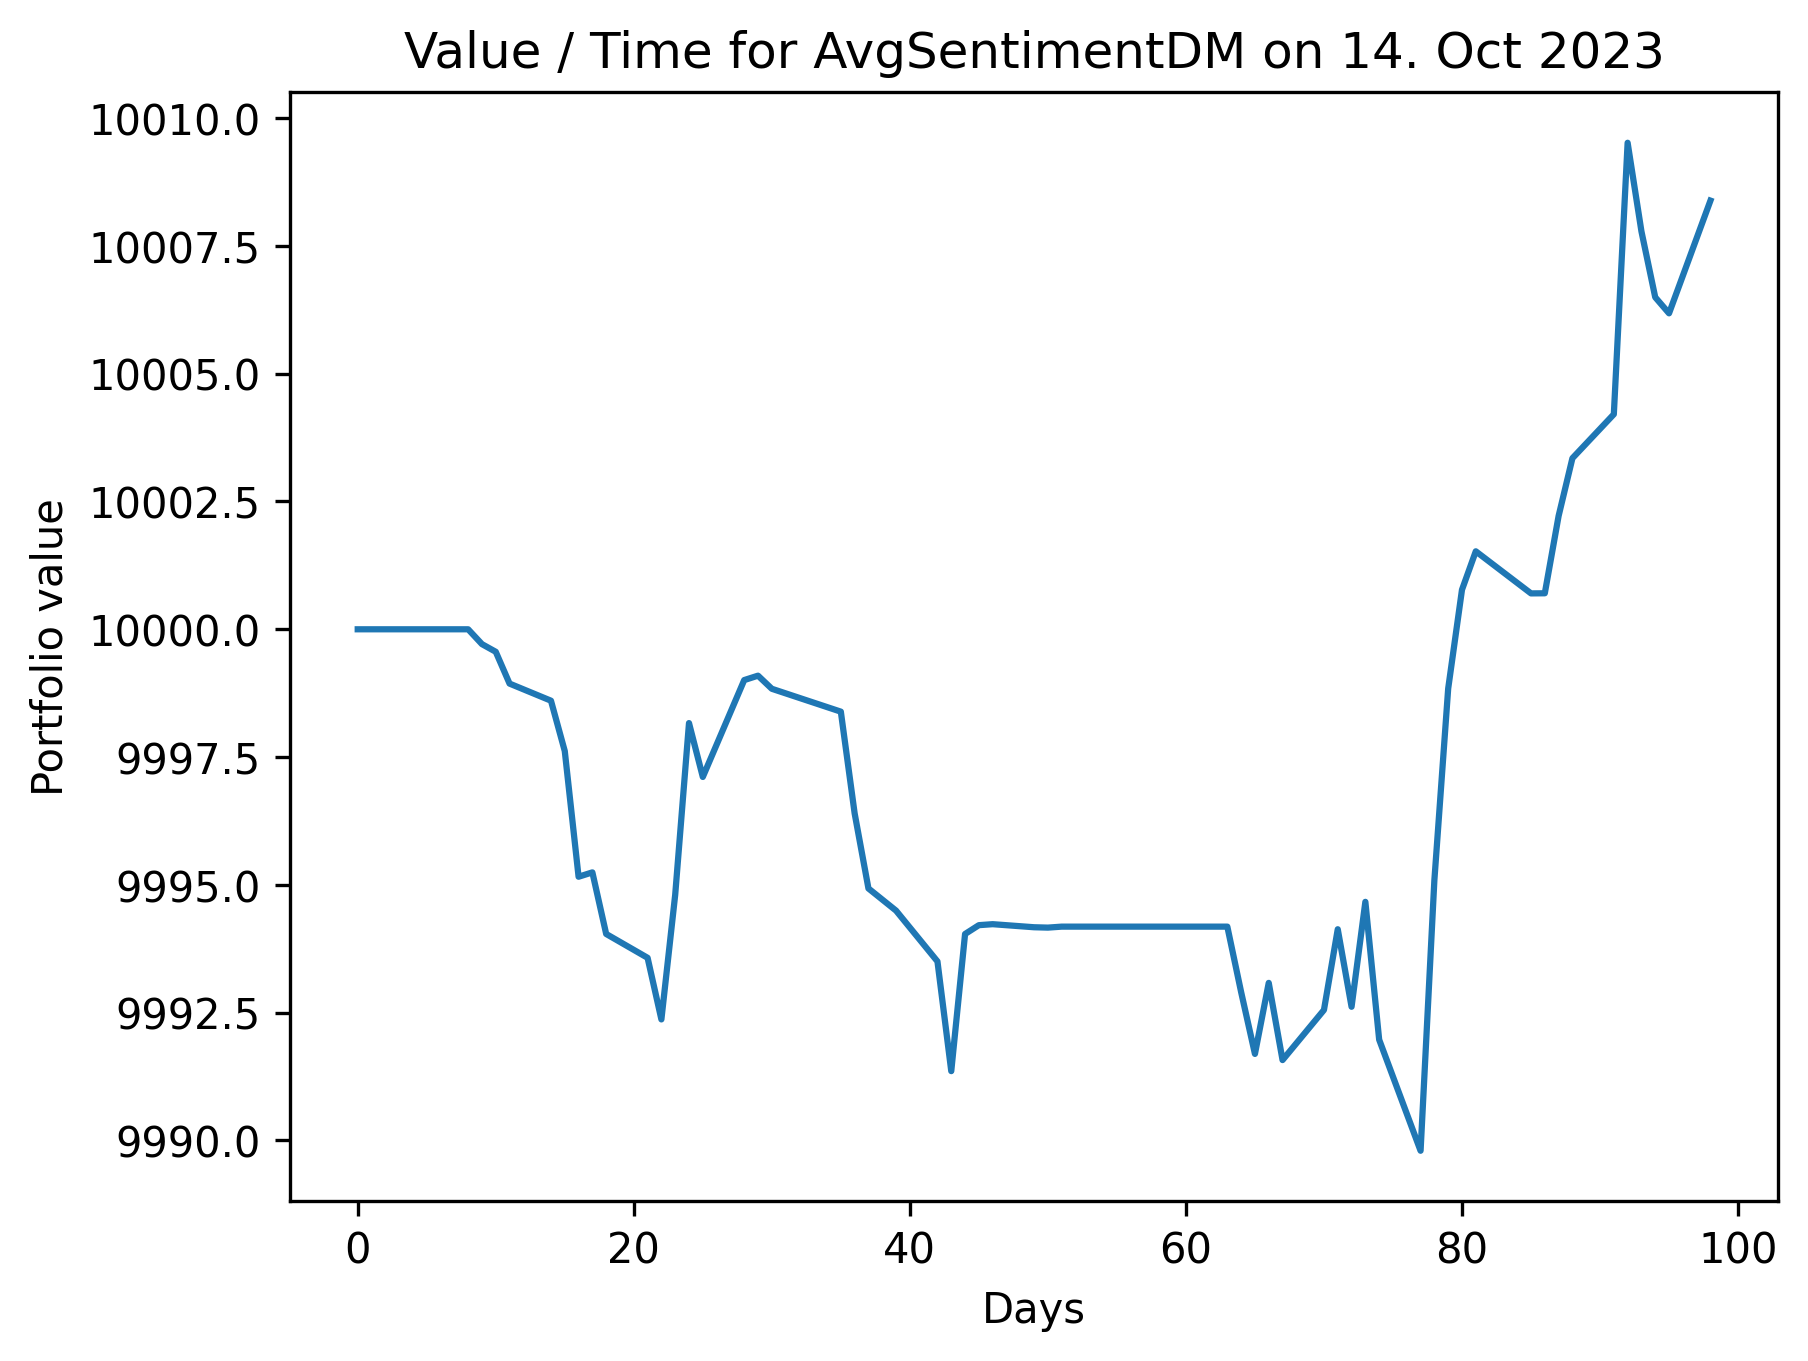 Value / Time for AvgSentimentDM on 14. Oct 2023
10010.0
10007.5
10005.0
10002.5
10000.0
9997.5
9995.0
9992.5
9990.0
Portfolio value
0 20 40 60 80 100
Days